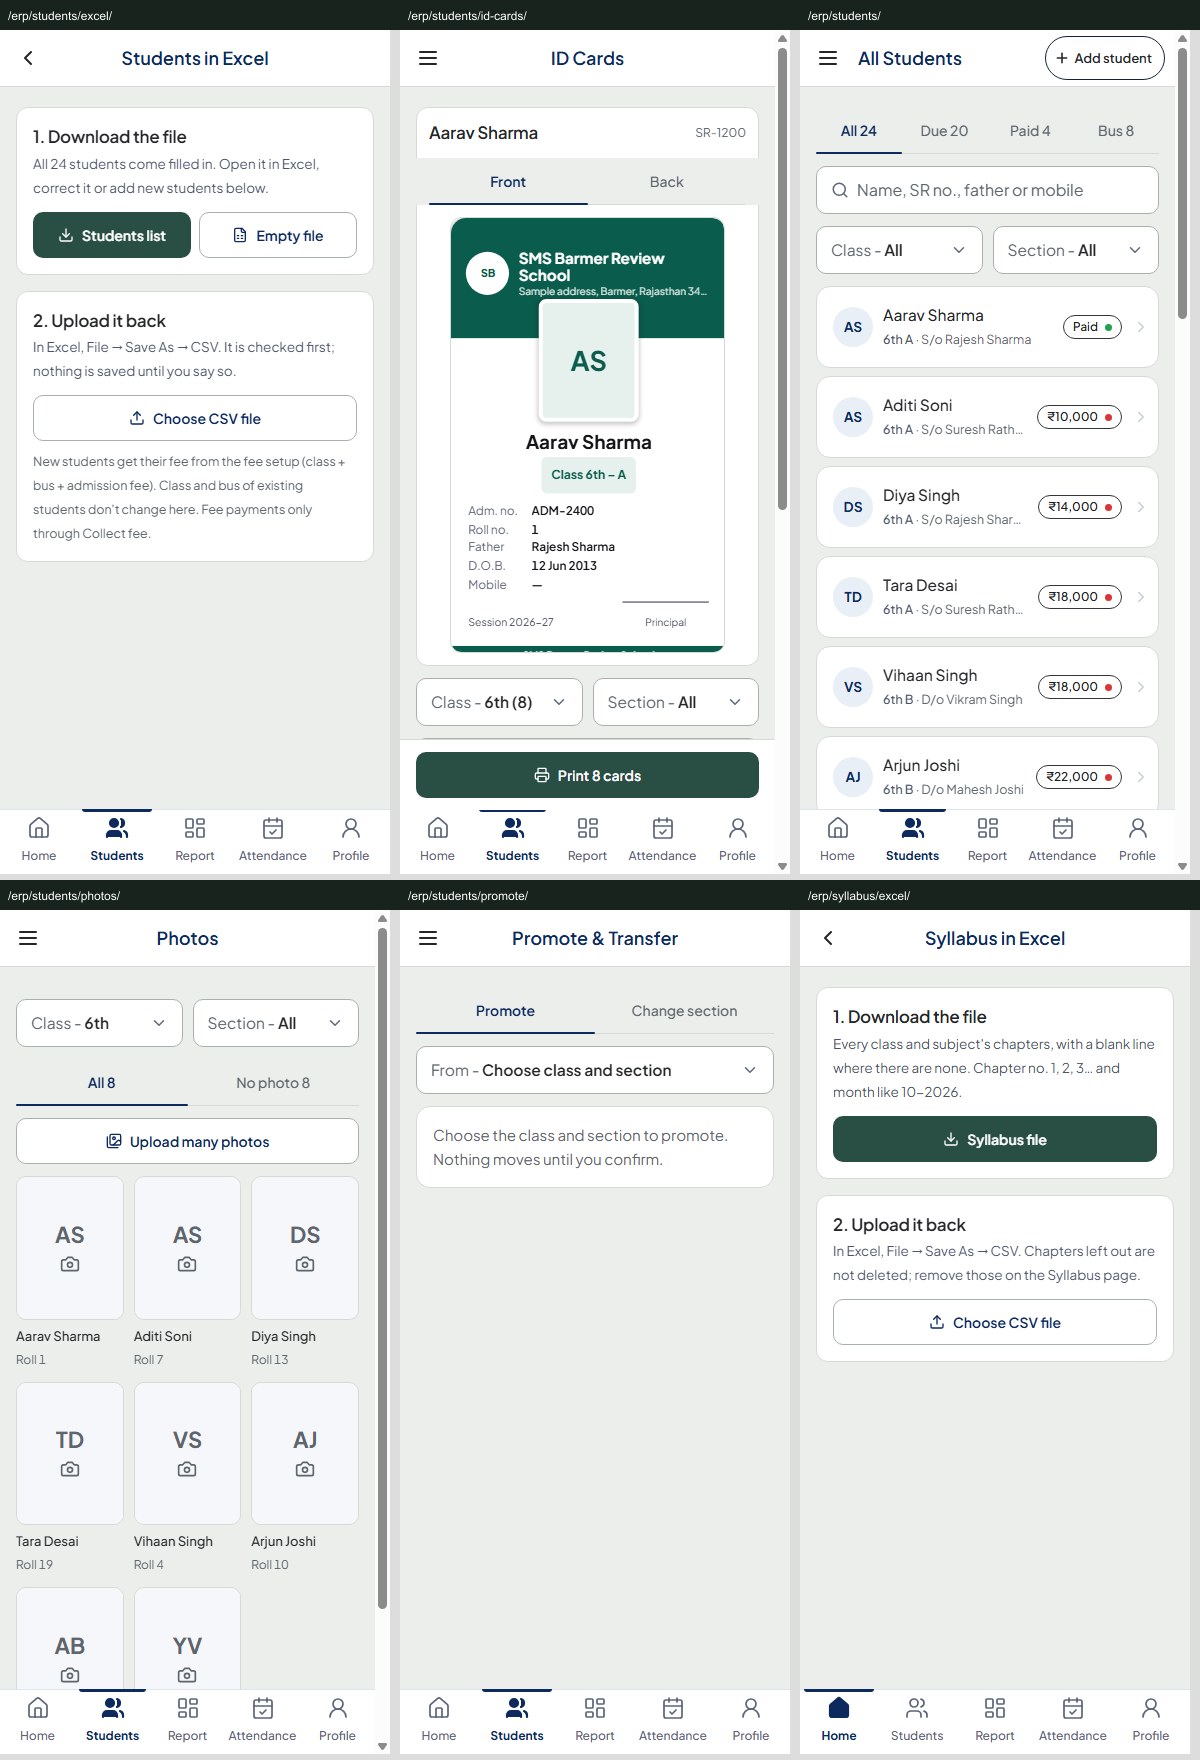 /erp/students/excel/
Students in Excel
1. Download the file
All 24 students come filled in. Open it in Excel,
correct it or add new students below.
Students list
Empty file
2. Upload it back
In Excel, File → Save As → CSV. It is checked first;
nothing is saved until you say so.
Choose CSV file
New students get their fee from the fee setup (class +
bus + admission fee). Class and bus of existing
students don't change here. Fee payments only
through Collect fee.
Home
Students
Report
Attendance
Profile
/erp/students/id-cards/
ID Cards
Aarav Sharma
SR-1200
Front
Back
SB
SMS Barmer Review
School
Sample address, Barmer, Rajasthan 34...
AS
Aarav Sharma
Class 6th – A
Adm. no. ADM-2400
Roll no. 1
Father Rajesh Sharma
D.O.B. 12 Jun 2013
Mobile —
Session 2026-27
Principal
Class - 6th (8)
Section - All
Print 8 cards
Home
Students
Report
Attendance
Profile
/erp/students/
All Students
+ Add student
All 24
Due 20
Paid 4
Bus 8
Name, SR no., father or mobile
Class - All
Section - All
AS
Aarav Sharma
6th A · S/o Rajesh Sharma
Paid
AS
Aditi Soni
6th A · S/o Suresh Rath...
₹10,000
DS
Diya Singh
6th A · S/o Rajesh Shar...
₹14,000
TD
Tara Desai
6th A · S/o Suresh Rath...
₹18,000
VS
Vihaan Singh
6th B · D/o Vikram Singh
₹18,000
AJ
Arjun Joshi
6th B · D/o Mahesh Joshi
₹22,000
Home
Students
Report
Attendance
Profile
/erp/students/photos/
Photos
Class - 6th
Section - All
All 8
No photo 8
Upload many photos
AS
AS
DS
Aarav Sharma
Aditi Soni
Diya Singh
Roll 1
Roll 7
Roll 13
TD
VS
AJ
Tara Desai
Vihaan Singh
Arjun Joshi
Roll 19
Roll 4
Roll 10
AB
YV
Home
Students
Report
Attendance
Profile
/erp/students/promote/
Promote & Transfer
Promote
Change section
From - Choose class and section
Choose the class and section to promote.
Nothing moves until you confirm.
Home
Students
Report
Attendance
Profile
/erp/syllabus/excel/
Syllabus in Excel
1. Download the file
Every class and subject's chapters, with a blank line
where there are none. Chapter no. 1, 2, 3... and
month like 10-2026.
Syllabus file
2. Upload it back
In Excel, File → Save As → CSV. Chapters left out are
not deleted; remove those on the Syllabus page.
Choose CSV file
Home
Students
Report
Attendance
Profile